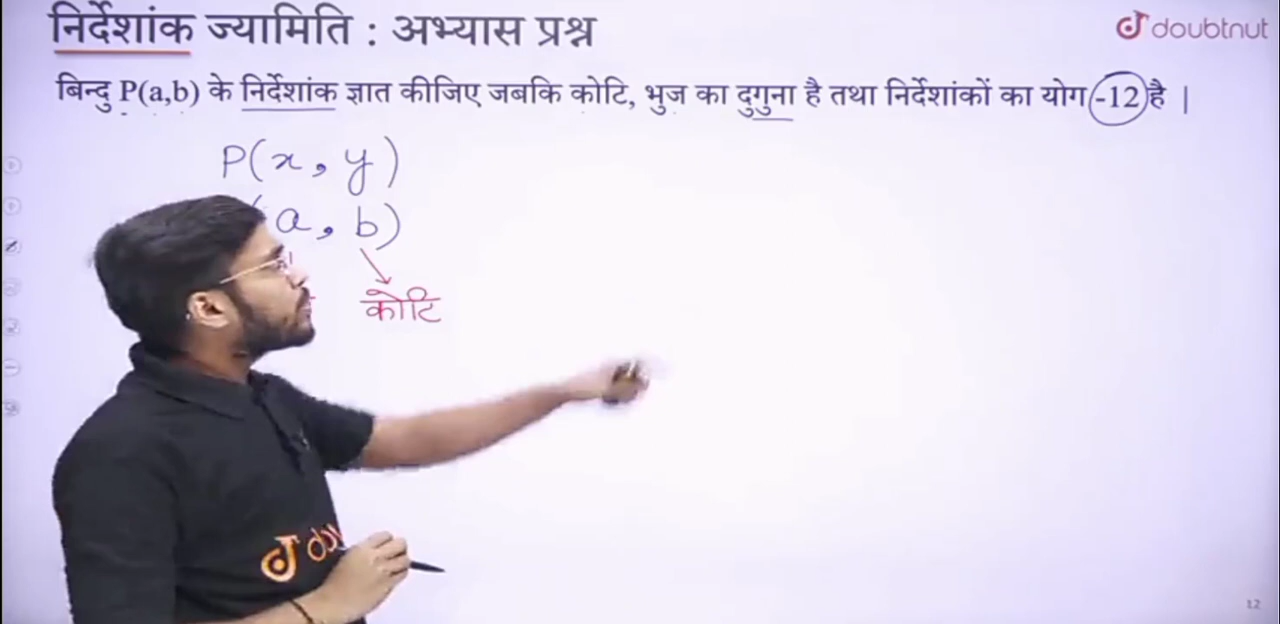 निर्देशांक ज्यामिति : अभ्यास प्रश्न
doubtnut
बिन्दु P(a,b) के निर्देशांक ज्ञात कीजिए जबकि कोटि, भुज का दुगुना है तथा निर्देशांकों का योग -12 है |
P(x, y)
(a, b)
कोटि
12